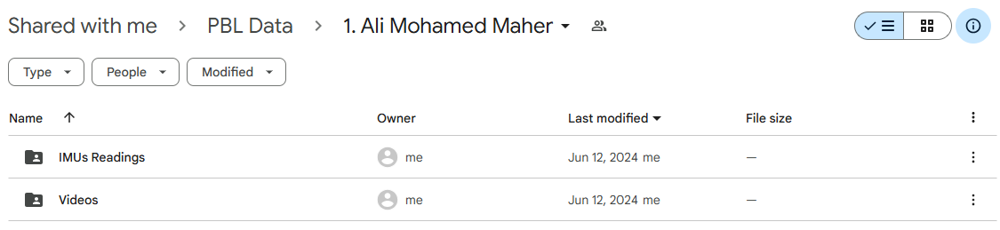 Shared with me > PBL Data > 1. Ali Mohamed Maher
Type People Modified
Name Owner Last modified File size
IMUs Readings me Jun 12, 2024 me —
Videos me Jun 12, 2024 me —